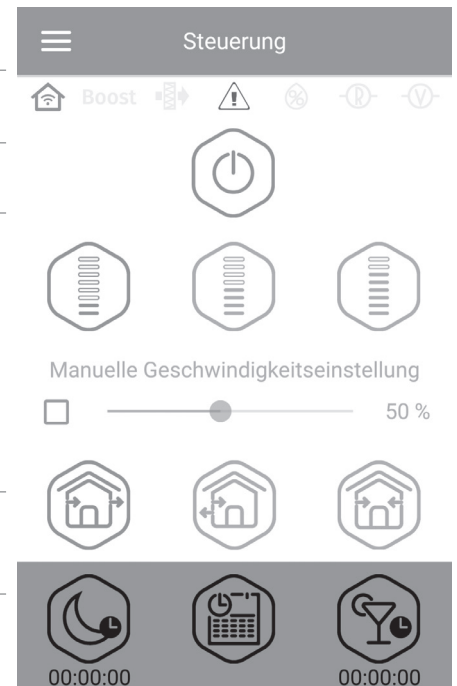 Steuerung
Boost % R V
Manuelle Geschwindigkeitseinstellung
50 %
00:00:00 00:00:00